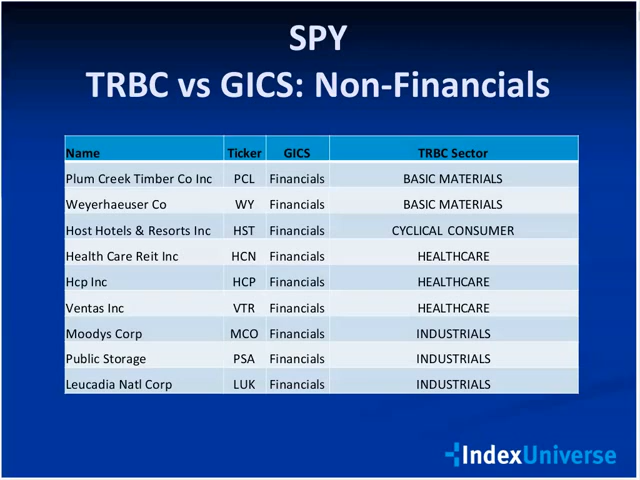 SPY
TRBC vs GICS: Non-Financials
Name Ticker GICS TRBC Sector
Plum Creek Timber Co Inc PCL Financials BASIC MATERIALS
Weyerhaeuser Co WY Financials BASIC MATERIALS
Host Hotels & Resorts Inc HST Financials CYCLICAL CONSUMER
Health Care Reit Inc HCN Financials HEALTHCARE
Hcp Inc HCP Financials HEALTHCARE
Ventas Inc VTR Financials HEALTHCARE
Moodys Corp MCO Financials INDUSTRIALS
Public Storage PSA Financials INDUSTRIALS
Leucadia Natl Corp LUK Financials INDUSTRIALS
IndexUniverse